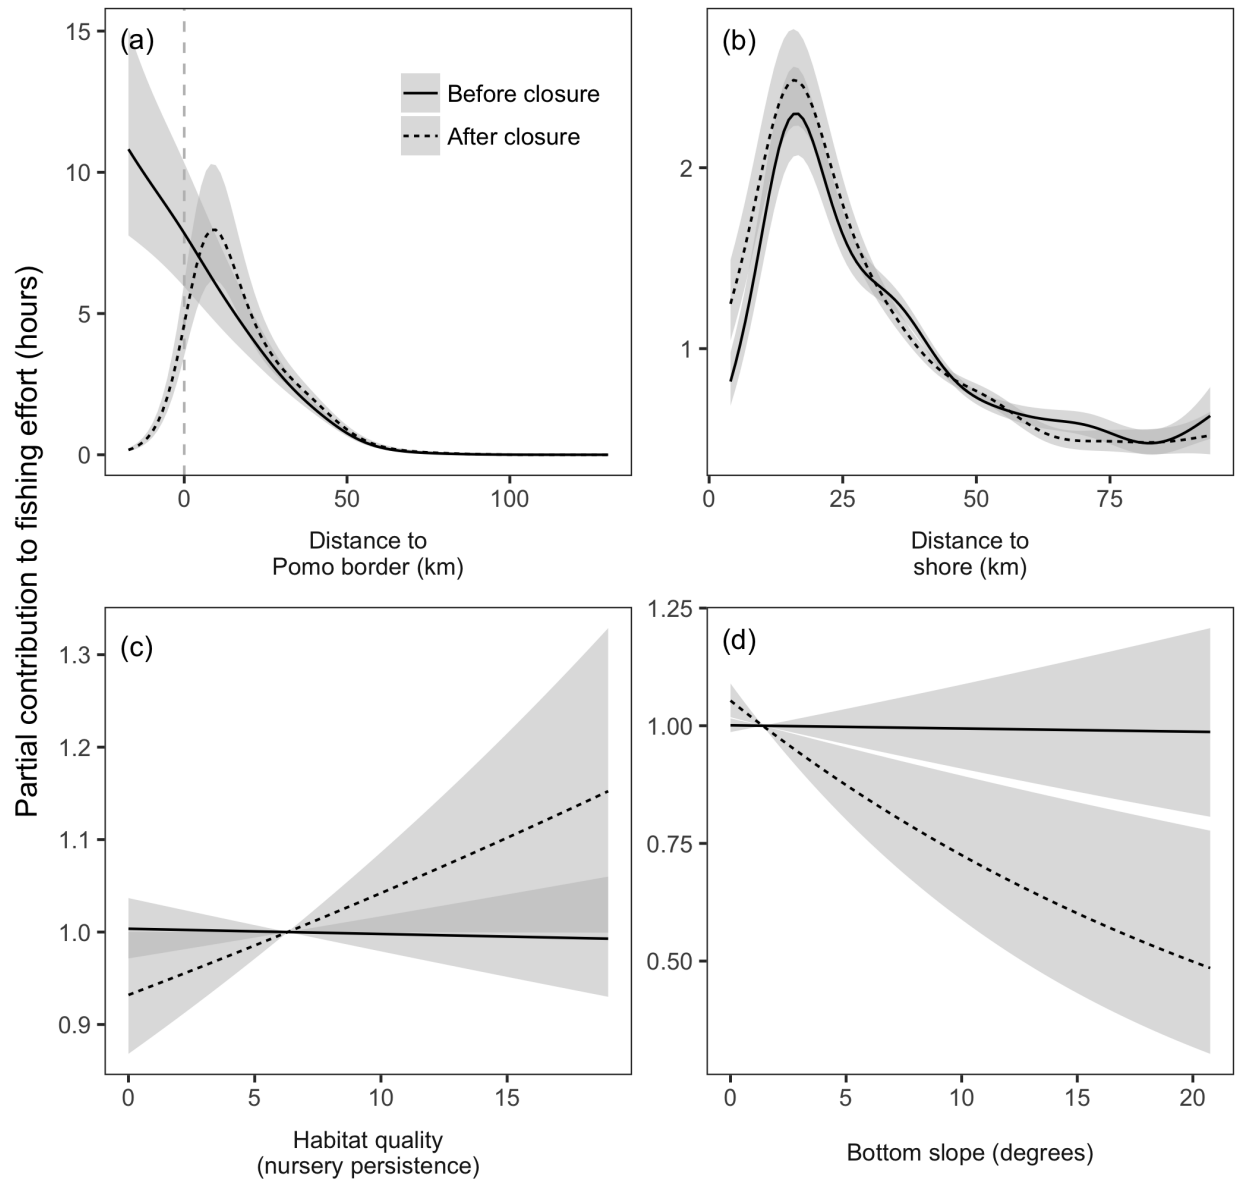 Partial contribution to fishing effort (hours)
(a)
Before closure
After closure
15
10
5
0
0 50 100
Distance to
Pomo border (km)
(b)
2
1
0 25 50 75
Distance to
shore (km)
(c)
1.3
1.2
1.1
1.0
0.9
0 5 10 15
Habitat quality
(nursery persistence)
(d)
1.25
1.00
0.75
0.50
0 5 10 15 20
Bottom slope (degrees)